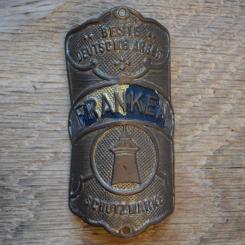 BESTE
DEUTSCHE ARBEIT
FRANKEN
SCHUTZMARKE